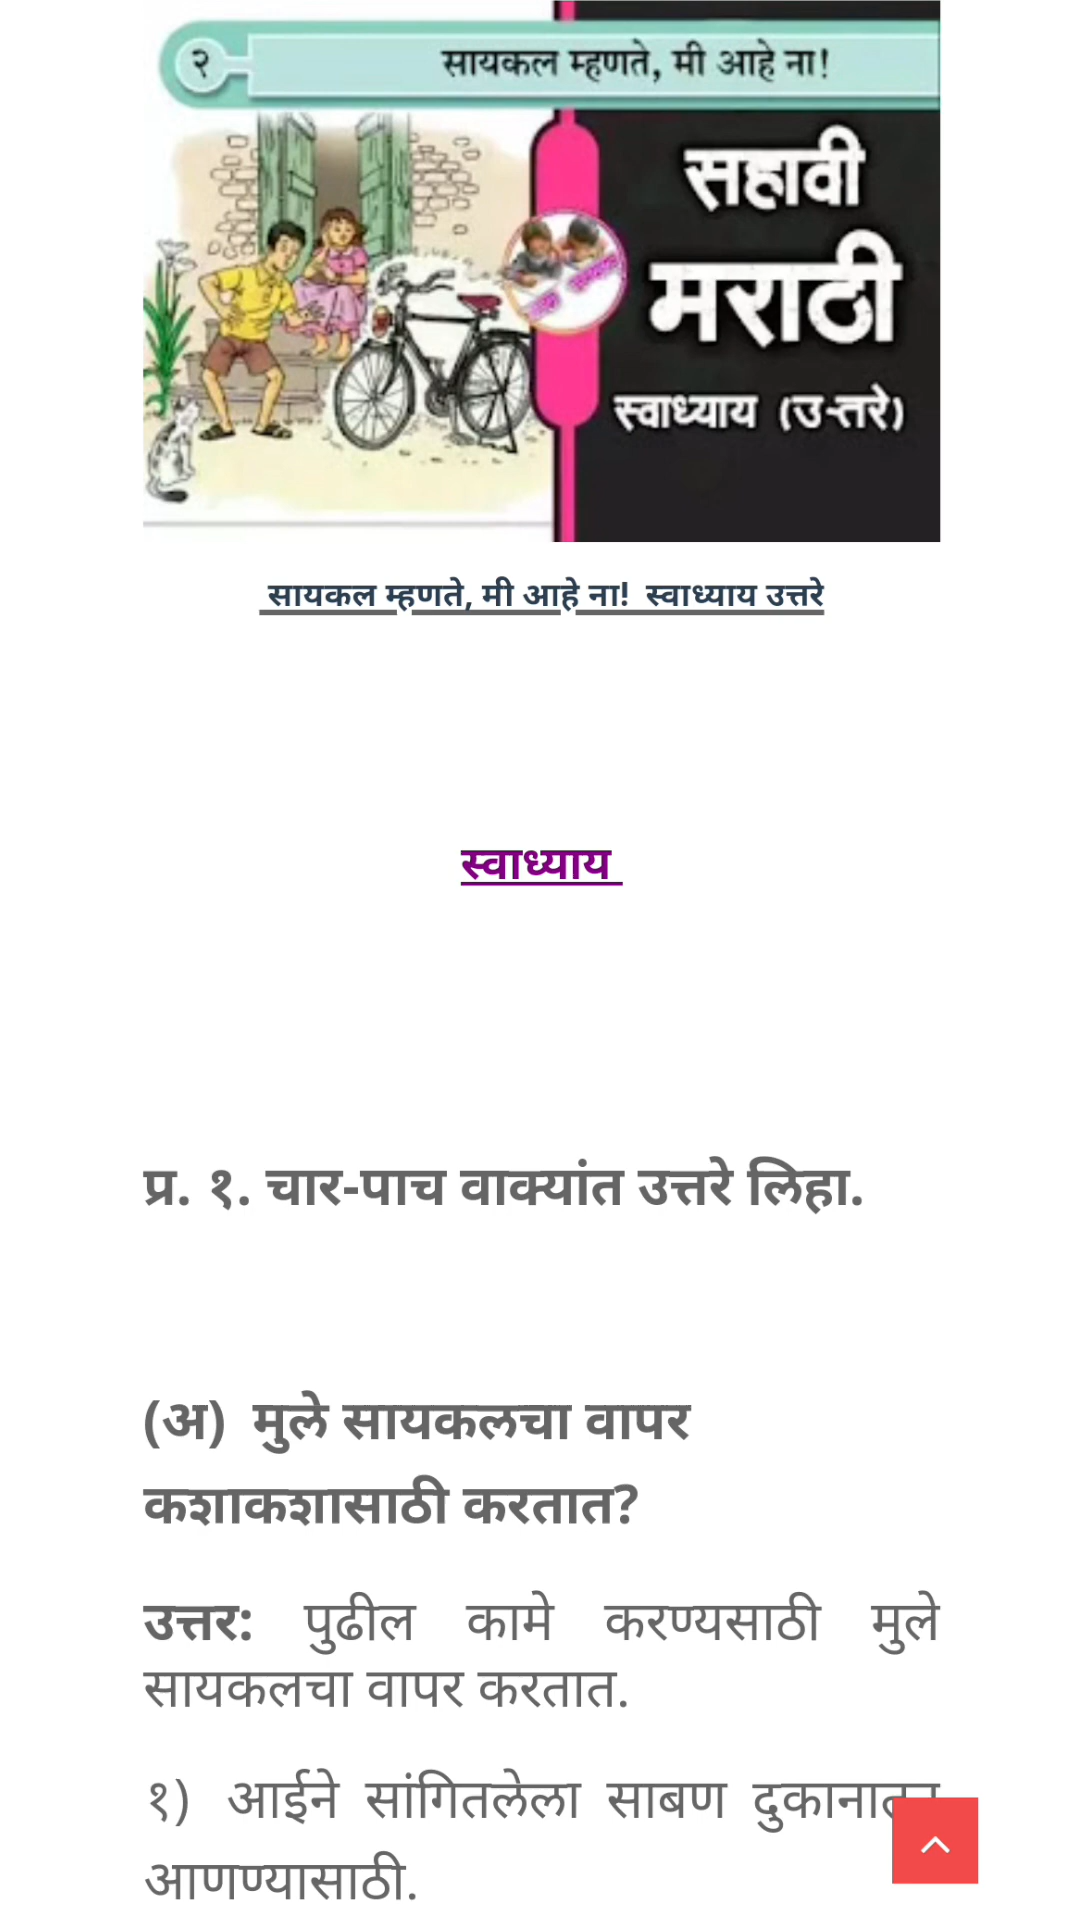 २
सायकल म्हणते, मी आहे ना!
सहावी
मराठी
स्वाध्याय (उत्तरे)
सायकल म्हणते, मी आहे ना! स्वाध्याय उत्तरे
स्वाध्याय
प्र. १. चार-पाच वाक्यांत उत्तरे लिहा.
(अ) मुले सायकलचा वापर
कशाकशासाठी करतात?
उत्तर: पुढील कामे करण्यसाठी मुले
सायकलचा वापर करतात.
१) आईने सांगितलेला साबण
आणण्यासाठी.